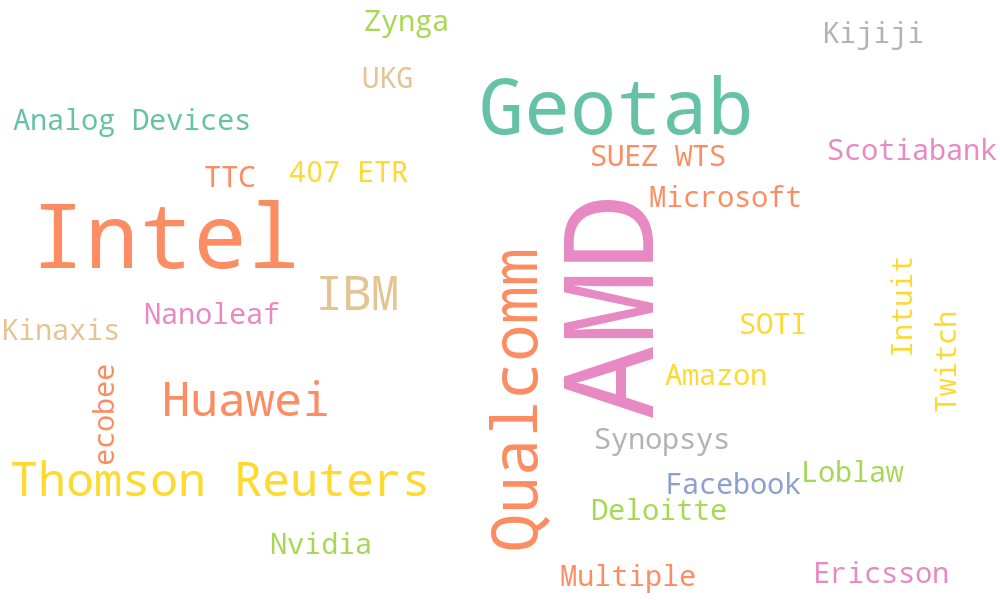 Zynga
Kijiji
UKG
Geotab
Analog Devices
SUEZ WTS
Scotiabank
TTC
407 ETR
Microsoft
Intel
AMD
IBM
Nanoleaf
Qualcomm
SOTI
Intuit
Twitch
Kinaxis
Amazon
Huawei
ecobee
Synopsys
Thomson Reuters
Facebook
Loblaw
Deloitte
Nvidia
Multiple
Ericsson